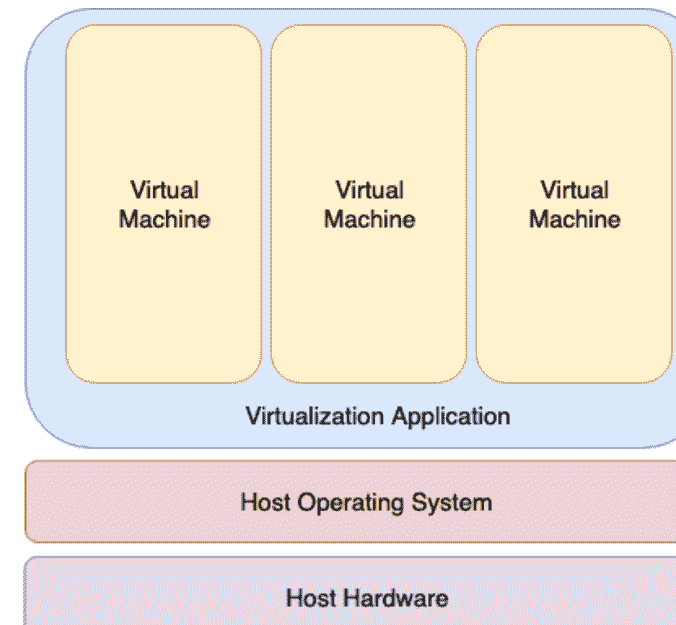 Virtual Virtual Virtual
Machine Machine Machine
Virtualization Application
Host Operating System
Host Hardware